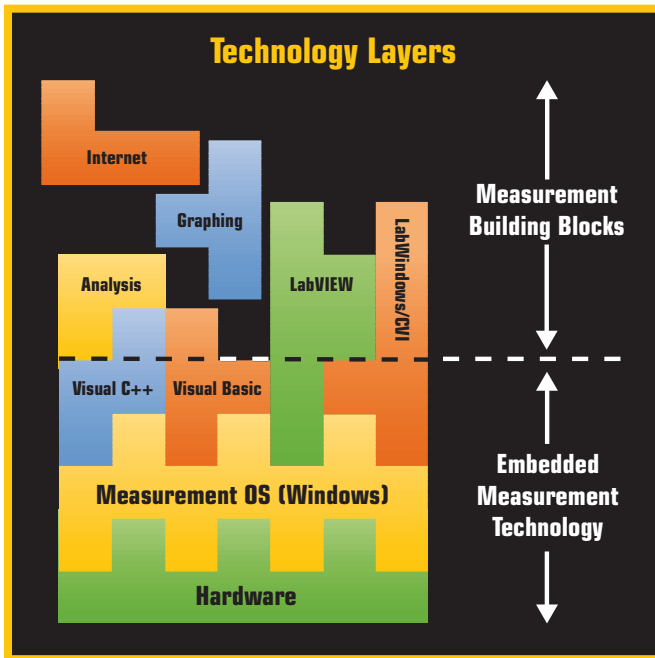 Technology Layers
Internet
Graphing
Analysis
LabVIEW
LabWindows/CVI
Measurement
Building Blocks
Visual C++
Visual Basic
Measurement OS (Windows)
Embedded
Measurement
Technology
Hardware